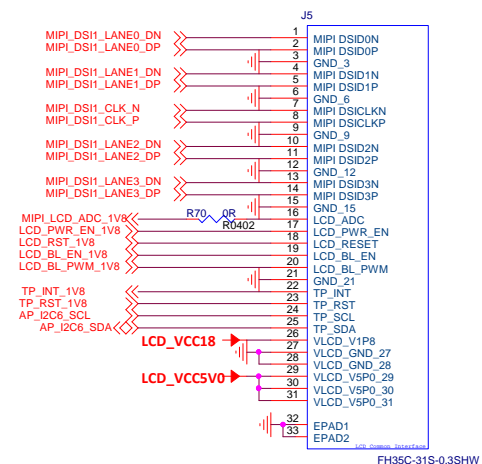 J5
MIPI_DSI1_LANE0_DN 1 MIPI DSID0N
MIPI_DSI1_LANE0_DP 2 MIPI DSID0P
3 GND_3
MIPI_DSI1_LANE1_DN 4 MIPI DSID1N
MIPI_DSI1_LANE1_DP 5 MIPI DSID1P
6 GND_6
MIPI_DSI1_CLK_N 7 MIPI DSICLKN
MIPI_DSI1_CLK_P 8 MIPI DSICLKP
9 GND_9
MIPI_DSI1_LANE2_DN 10 MIPI DSID2N
MIPI_DSI1_LANE2_DP 11 MIPI DSID2P
12 GND_12
MIPI_DSI1_LANE3_DN 13 MIPI DSID3N
MIPI_DSI1_LANE3_DP 14 MIPI DSID3P
15 GND_15
MIPI_LCD_ADC_1V8 R70 0R R0402 16 LCD_ADC
LCD_PWR_EN_1V8 17 LCD_PWR_EN
LCD_RST_1V8 18 LCD_RESET
LCD_BL_EN_1V8 19 LCD_BL_EN
LCD_BL_PWM_1V8 20 LCD_BL_PWM
21 GND_21
TP_INT_1V8 22 TP_INT
TP_RST_1V8 23 TP_RST
AP_I2C6_SCL 24 TP_SCL
AP_I2C6_SDA 25 TP_SDA
LCD_VCC18 26 VLCD_V1P8
27 VLCD_GND_27
28 VLCD_GND_28
LCD_VCC5V0 29 VLCD_V5P0_29
30 VLCD_V5P0_30
31 VLCD_V5P0_31
32 EPAD1
33 EPAD2
LCD Common Interface
FH35C-31S-0.3SHW